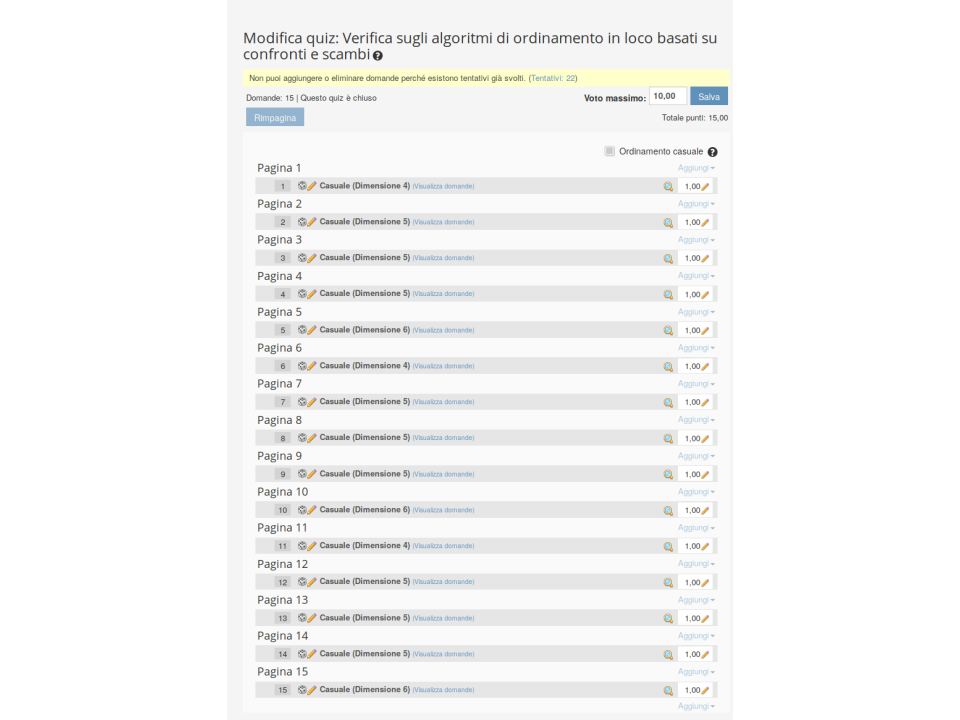 Modifica quiz: Verifica sugli algoritmi di ordinamento in loco basati su
confronti e scambi ?
Non puoi aggiungere o eliminare domande perché esistono tentativi già svolti. (Tentativi: 22)
Domande: 15 | Questo quiz è chiuso Voto massimo: 10,00 Salva
Rimpagina Totale punti: 15,00
Ordinamento casuale ?
Pagina 1 Aggiungi
1 Casuale (Dimensione 4) (Visualizza domande) 1,00
Pagina 2 Aggiungi
2 Casuale (Dimensione 5) (Visualizza domande) 1,00
Pagina 3 Aggiungi
3 Casuale (Dimensione 5) (Visualizza domande) 1,00
Pagina 4 Aggiungi
4 Casuale (Dimensione 5) (Visualizza domande) 1,00
Pagina 5 Aggiungi
5 Casuale (Dimensione 6) (Visualizza domande) 1,00
Pagina 6 Aggiungi
6 Casuale (Dimensione 4) (Visualizza domande) 1,00
Pagina 7 Aggiungi
7 Casuale (Dimensione 5) (Visualizza domande) 1,00
Pagina 8 Aggiungi
8 Casuale (Dimensione 5) (Visualizza domande) 1,00
Pagina 9 Aggiungi
9 Casuale (Dimensione 5) (Visualizza domande) 1,00
Pagina 10 Aggiungi
10 Casuale (Dimensione 6) (Visualizza domande) 1,00
Pagina 11 Aggiungi
11 Casuale (Dimensione 4) (Visualizza domande) 1,00
Pagina 12 Aggiungi
12 Casuale (Dimensione 5) (Visualizza domande) 1,00
Pagina 13 Aggiungi
13 Casuale (Dimensione 5) (Visualizza domande) 1,00
Pagina 14 Aggiungi
14 Casuale (Dimensione 5) (Visualizza domande) 1,00
Pagina 15 Aggiungi
15 Casuale (Dimensione 6) (Visualizza domande) 1,00
Aggiungi